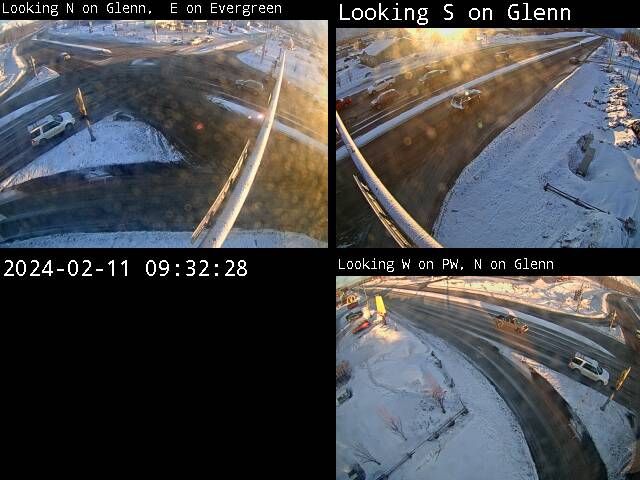 Looking N on Glenn,  E on Evergreen
Looking S on Glenn
2024-02-11 09:32:28
Looking W on PW, N on Glenn